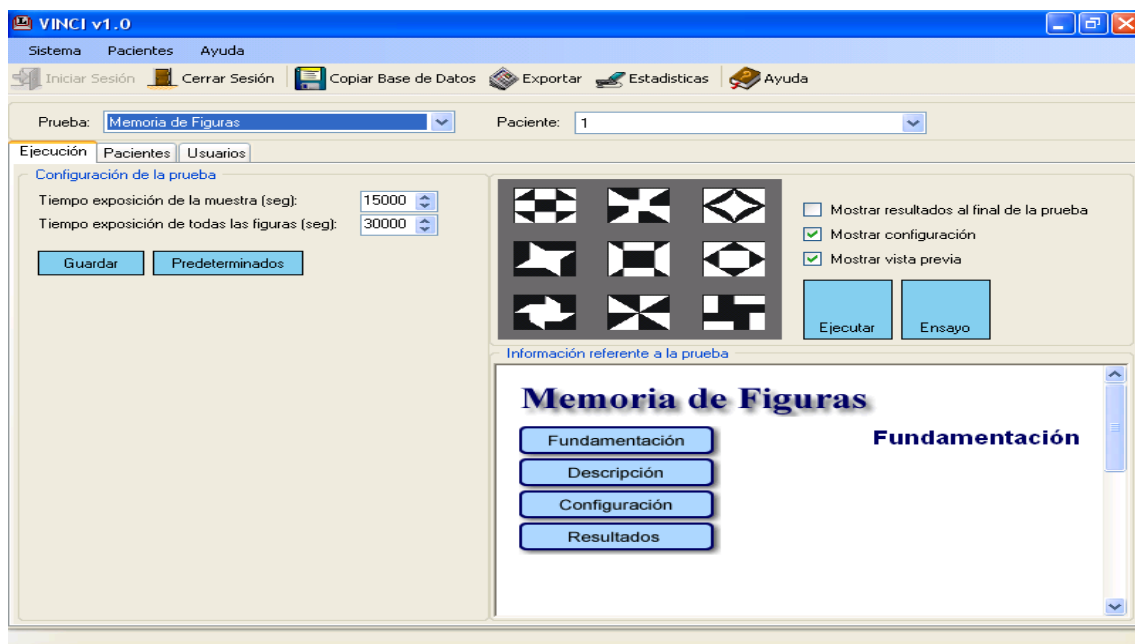 VINCI v1.0
Sistema Pacientes Ayuda
Iniciar Sesión Cerrar Sesión Copiar Base de Datos Exportar Estadisticas Ayuda
Prueba: Memoria de Figuras Paciente: 1
Ejecución Pacientes Usuarios
Configuración de la prueba
Tiempo exposición de la muestra (seg): 15000
Tiempo exposición de todas las figuras (seg): 30000
Guardar Predeterminados
Mostrar resultados al final de la prueba
Mostrar configuración
Mostrar vista previa
Ejecutar Ensayo
Información referente a la prueba
Memoria de Figuras
Fundamentación Fundamentación
Descripción
Configuración
Resultados